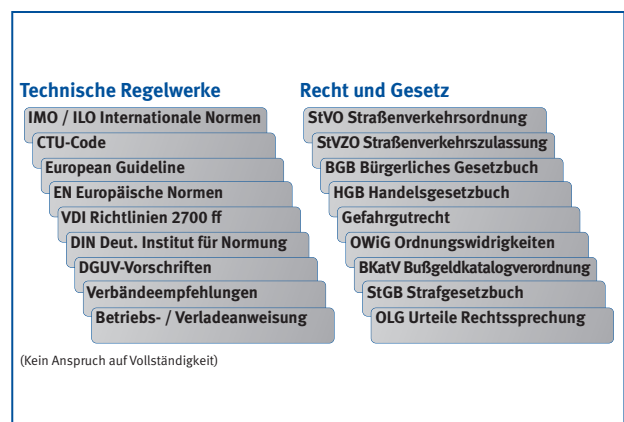 Technische Regelwerke
IMO / ILO Internationale Normen
CTU-Code
European Guideline
EN Europäische Normen
VDI Richtlinien 2700 ff
DIN Deut. Institut für Normung
DGUV-Vorschriften
Verbändeempfehlungen
Betriebs- / Verladeanweisung
(Kein Anspruch auf Vollständigkeit)
Recht und Gesetz
StVO Straßenverkehrsordnung
StVZO Straßenverkehrszulassung
BGB Bürgerliches Gesetzbuch
HGB Handelsgesetzbuch
Gefahrgutrecht
OWiG Ordnungswidrigkeiten
BKatV Bußgeldkatalogverordnung
StGB Strafgesetzbuch
OLG Urteile Rechtssprechung